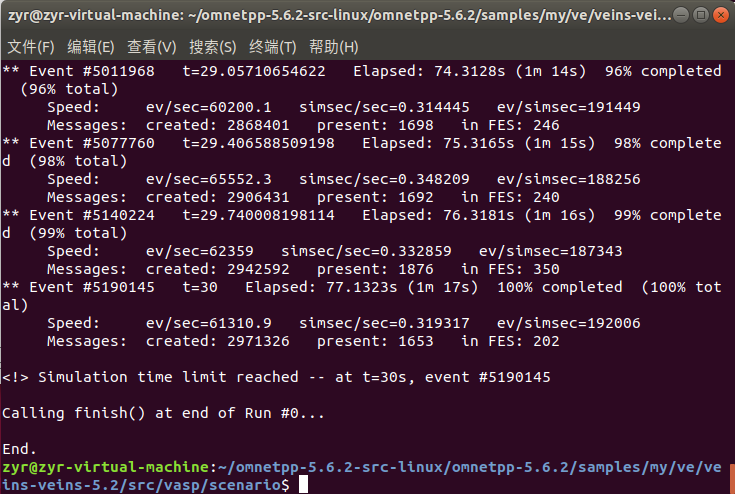 zyr@zyr-virtual-machine: ~/omnetpp-5.6.2-src-linux/omnetpp-5.6.2/samples/my/ve/veins-vei...
文件(F) 编辑(E) 查看(V) 搜索(S) 终端(T) 帮助(H)
** Event #5011968   t=29.05710654622   Elapsed: 74.3128s (1m 14s)  96% completed
  (96% total)
     Speed:     ev/sec=60200.1   simsec/sec=0.314445   ev/simsec=191449
     Messages:  created: 2868401   present: 1698   in FES: 246
** Event #5077760   t=29.406588509198   Elapsed: 75.3165s (1m 15s)  98% complete
d  (98% total)
     Speed:     ev/sec=65552.3   simsec/sec=0.348209   ev/simsec=188256
     Messages:  created: 2906431   present: 1692   in FES: 240
** Event #5140224   t=29.740008198114   Elapsed: 76.3181s (1m 16s)  99% complete
d  (99% total)
     Speed:     ev/sec=62359   simsec/sec=0.332859   ev/simsec=187343
     Messages:  created: 2942592   present: 1876   in FES: 350
** Event #5190145   t=30   Elapsed: 77.1323s (1m 17s)  100% completed  (100% tot
al)
     Speed:     ev/sec=61310.9   simsec/sec=0.319317   ev/simsec=192006
     Messages:  created: 2971326   present: 1653   in FES: 202
<!> Simulation time limit reached -- at t=30s, event #5190145
Calling finish() at end of Run #0...
End.
zyr@zyr-virtual-machine:~/omnetpp-5.6.2-src-linux/omnetpp-5.6.2/samples/my/ve/ve
ins-veins-5.2/src/vasp/scenario$